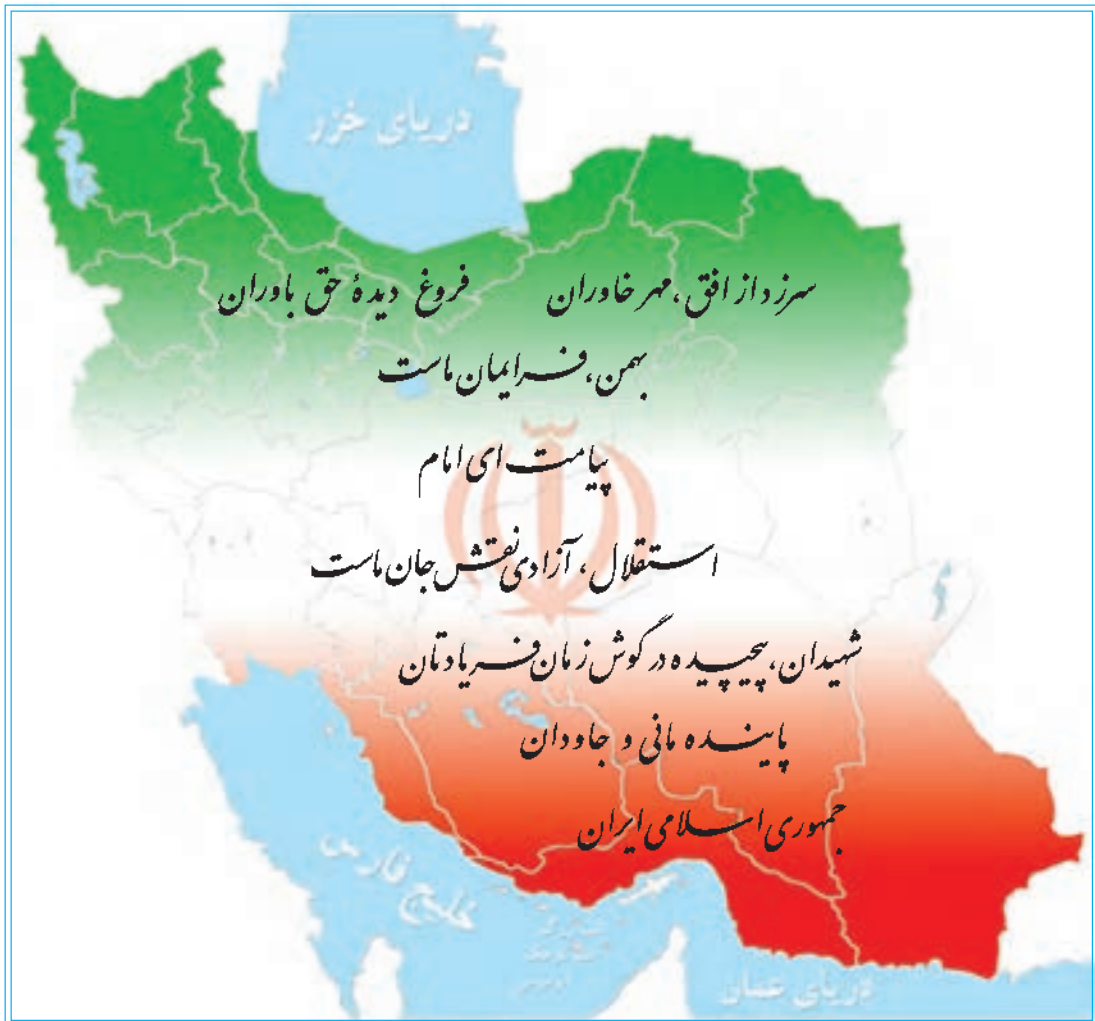 دریای خزر
سرزد از افق، مهر خاوران فروغ دیدهٔ حق باوران
بهمن، فر ایمان ماست
پیامت ای امام
استقلال، آزادی نقش جان ماست
شهیدان، پیچیده در گوش زمان فریادتان
پاینده مانی و جاودان
جمهوری اسلامی ایران
خلیج فارس
دریای عمان